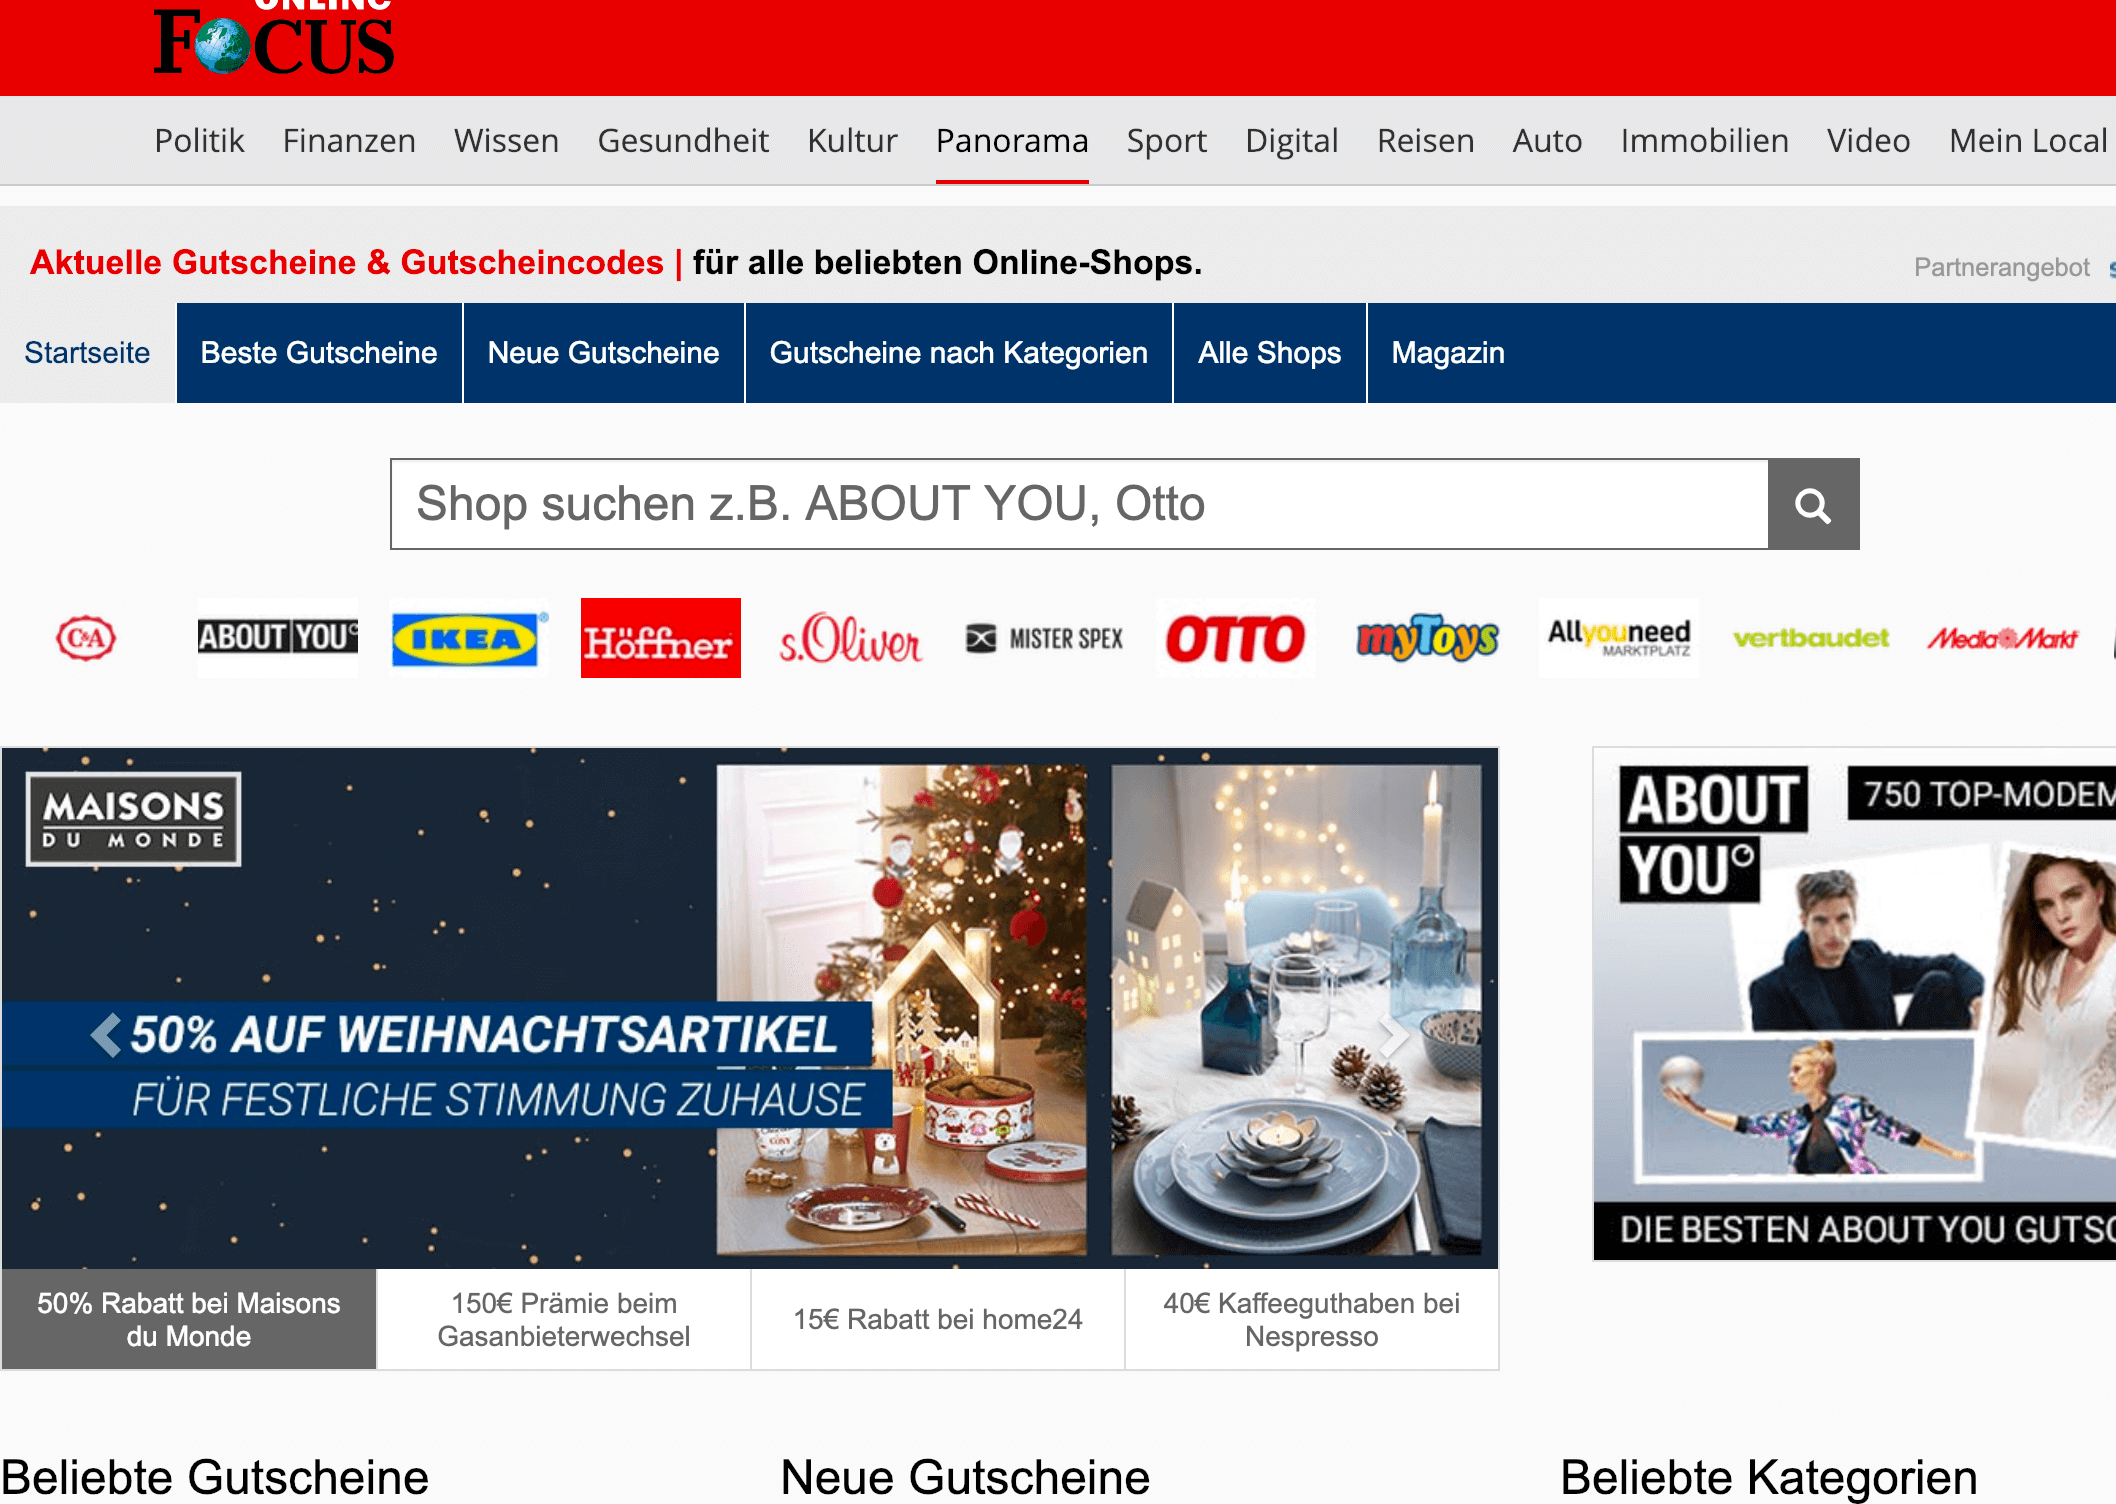 ONLINE
FOCUS
Politik Finanzen Wissen Gesundheit Kultur Panorama Sport Digital Reisen Auto Immobilien Video Mein Local
Aktuelle Gutscheine & Gutscheincodes | für alle beliebten Online-Shops.
Partnerangebot
Startseite Beste Gutscheine Neue Gutscheine Gutscheine nach Kategorien Alle Shops Magazin
Shop suchen z.B. ABOUT YOU, Otto
C&A ABOUT YOU IKEA Höffner s.Oliver MISTER SPEX OTTO myToys Allyouneed MARKTPLATZ vertbaudet MediaMarkt
MAISONS
DU MONDE
50% AUF WEIHNACHTSARTIKEL
FÜR FESTLICHE STIMMUNG ZUHAUSE
ABOUT
YOU
750 TOP-MODEM
DIE BESTEN ABOUT YOU GUTSC
50% Rabatt bei Maisons
du Monde
150€ Prämie beim
Gasanbieterwechsel
15€ Rabatt bei home24
40€ Kaffeeguthaben bei
Nespresso
Beliebte Gutscheine Neue Gutscheine Beliebte Kategorien